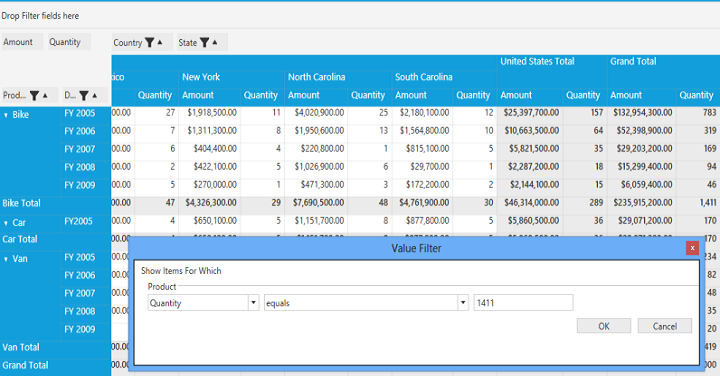 Drop Filter fields here
Amount Quantity Country State
United States Total Grand Total
ico New York North Carolina South Carolina
Prod... D... Quantity Amount Quantity Amount Quantity Amount Quantity Amount Quantity Amount Quantity
Bike FY 2005 00.00 27 $1,918,500.00 11 $4,020,900.00 25 $2,180,100.00 12 $25,397,700.00 157 $132,954,300.00 783
FY 2006 00.00 7 $1,311,300.00 8 $1,950,600.00 13 $1,564,800.00 10 $10,663,500.00 64 $52,398,900.00 319
FY 2007 00.00 6 $404,400.00 4 $220,800.00 1 $815,100.00 5 $5,821,500.00 35 $29,203,200.00 169
FY 2008 00.00 2 $422,100.00 5 $1,026,900.00 6 $29,700.00 1 $2,287,200.00 18 $15,299,400.00 94
FY 2009 00.00 5 $270,000.00 1 $471,300.00 3 $172,200.00 2 $2,144,100.00 15 $6,059,400.00 46
Bike Total 00.00 47 $4,326,300.00 29 $7,690,500.00 48 $4,761,900.00 30 $46,314,000.00 289 $235,915,200.00 1,411
Car FY2005 00.00 4 $650,100.00 5 $1,151,700.00 8 $877,800.00 5 $5,860,500.00 36 $29,071,200.00 170
Car Total 00.00 170
Value Filter x
Van FY 2005 00.00 234
Show Items For Which
FY 2006 00.00 82
Product
FY 2007 00.00 48
Quantity equals 1411
FY 2008 00.00 35
OK Cancel
FY 2009 20
Van Total 00.00 419
Grand Total 00.00 000